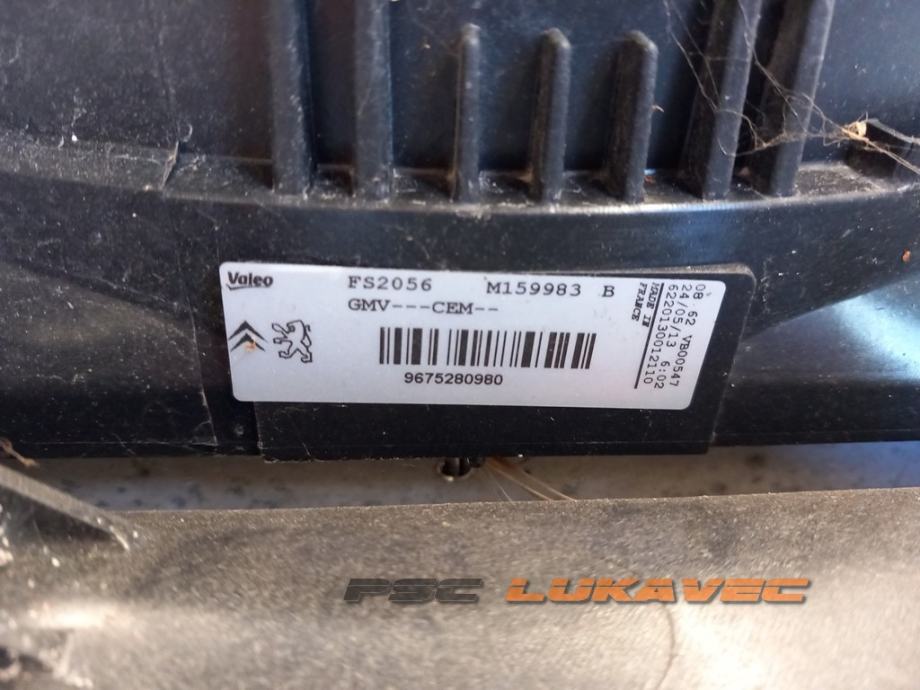 Valeo
FS2056 M159983 B
GMV---CEM--
9675280980
MADE IN
FRANCE
08 62 VB00547
24/05/13 6:02
6220130012110
PSC LUKAVEC